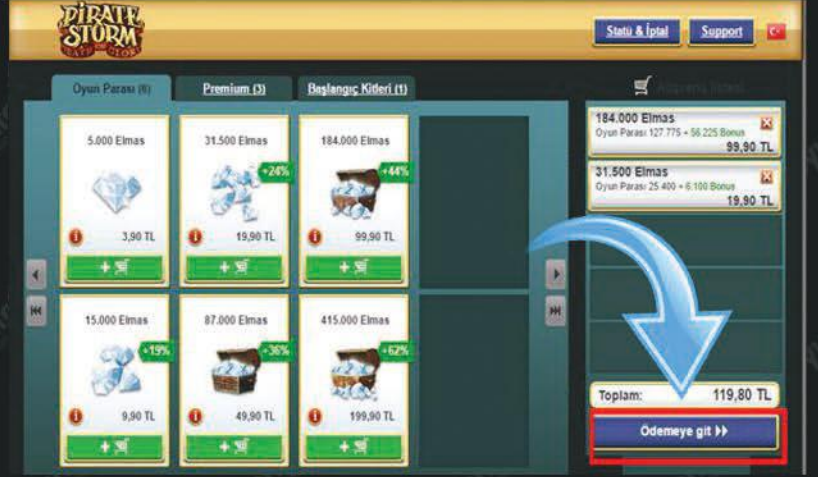 PIRATE
STORM
Statü & İptal
Support
Oyun Parası (6)
Premium (3)
Başlangıç Kitleri (1)
5.000 Elmas
3,90 TL
31.500 Elmas
+24%
19,90 TL
184.000 Elmas
+44%
99,90 TL
15.000 Elmas
+19%
9,90 TL
87.000 Elmas
+36%
49,90 TL
415.000 Elmas
+62%
199,90 TL
184.000 Elmas
Oyun Parası 127.775 + 56.225 Bonus
99,90 TL
31.500 Elmas
Oyun Parası 25.400 + 6.100 Bonus
19,90 TL
Toplam: 119,80 TL
Ödemeye git